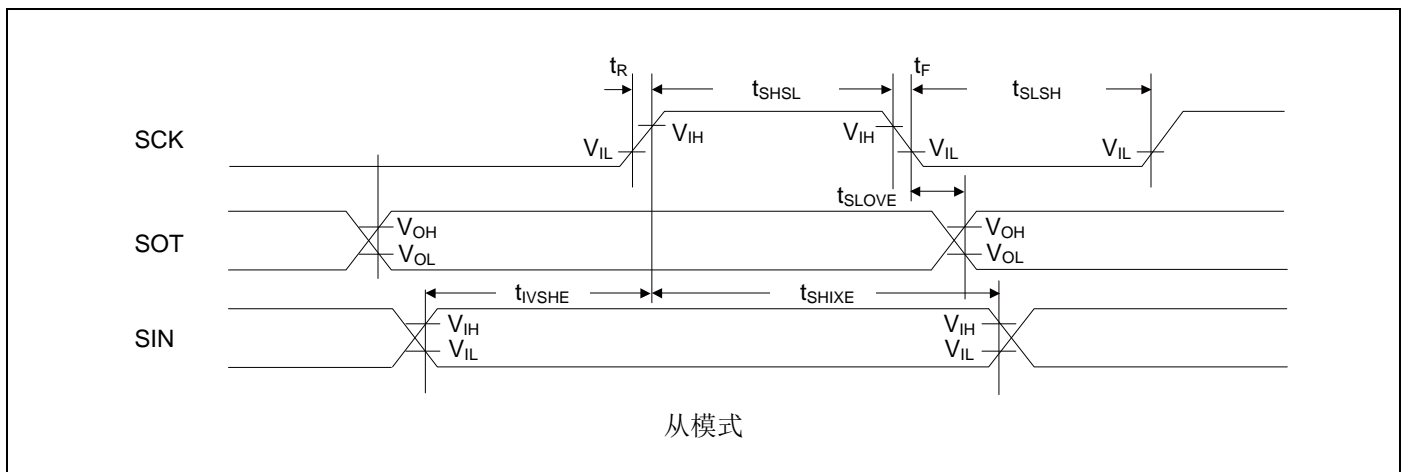 tR tF
tSHSL tSLSH
SCK VIL VIH VIH VIL VIL
tSLOVE
SOT VOH VOH
VOL VOL
tIVSHE tSHIXE
SIN VIH VIH
VIL VIL
从模式